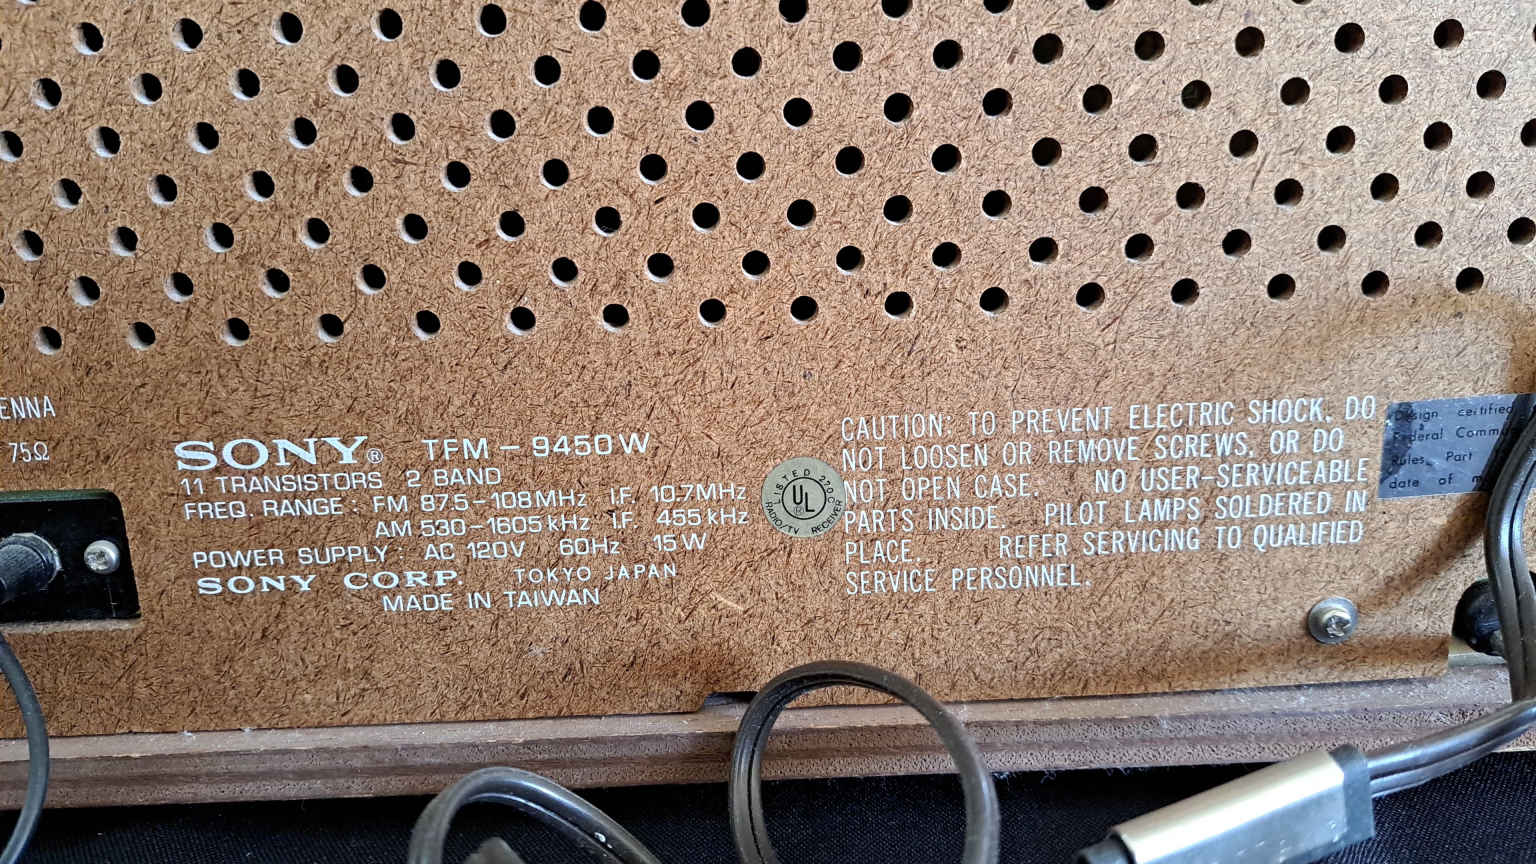 ENNA
75Ω
SONY® TFM-9450W
11 TRANSISTORS 2 BAND
FREQ. RANGE: FM 87.5-108MHz I.F. 10.7MHz
AM 530-1605kHz I.F. 455kHz
POWER SUPPLY: AC 120V 60Hz 15W
SONY CORP. TOKYO JAPAN
MADE IN TAIWAN
LISTED 270C
UL®
RADIO/TV RECEIVER
CAUTION: TO PREVENT ELECTRIC SHOCK, DO
NOT LOOSEN OR REMOVE SCREWS, OR DO
NOT OPEN CASE. NO USER-SERVICEABLE
PARTS INSIDE. PILOT LAMPS SOLDERED IN
PLACE. REFER SERVICING TO QUALIFIED
SERVICE PERSONNEL.
Design certified
Federal Commu
Rules, Part
date of m